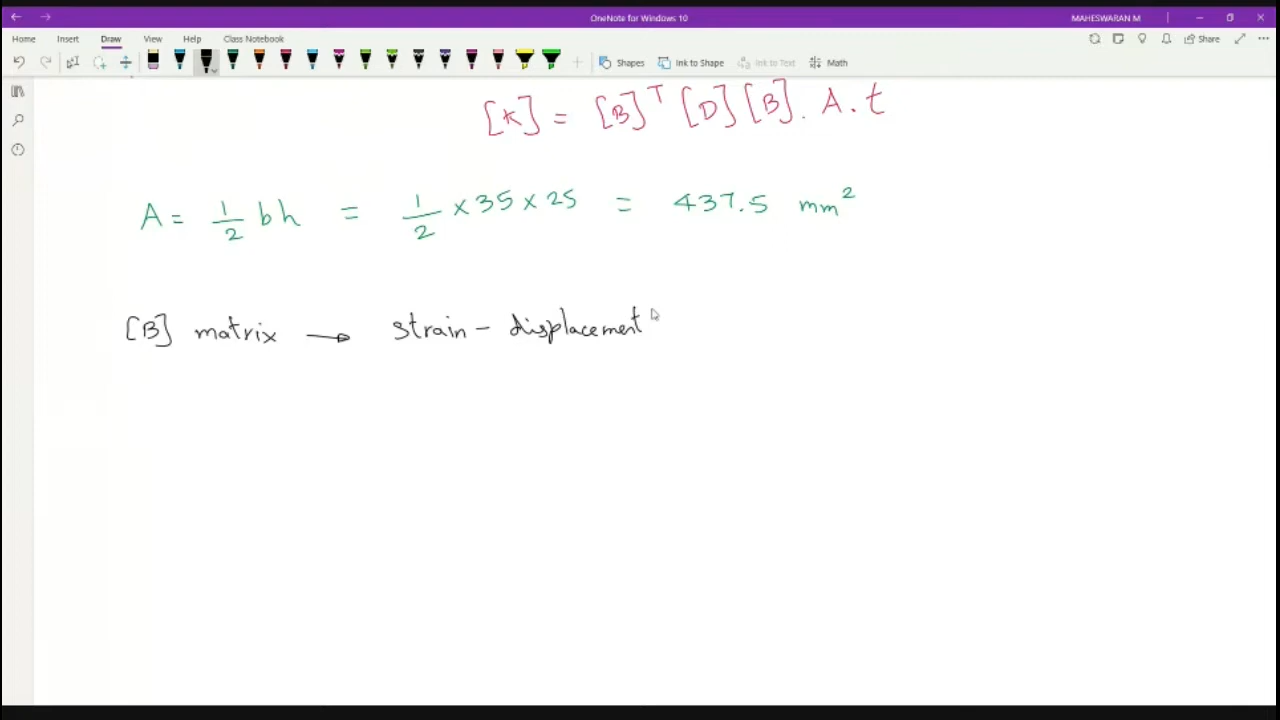 OneNote for Windows 10
MAHESWARAN M
Home Insert Draw View Help Class Notebook
Share
Shapes Ink to Shape Ink to Text Math
[K] = [B]ᵀ [D] [B] . A . t
A = 1/2 bh = 1/2 × 35 × 25 = 437.5 mm²
[B] matrix → strain - displacement